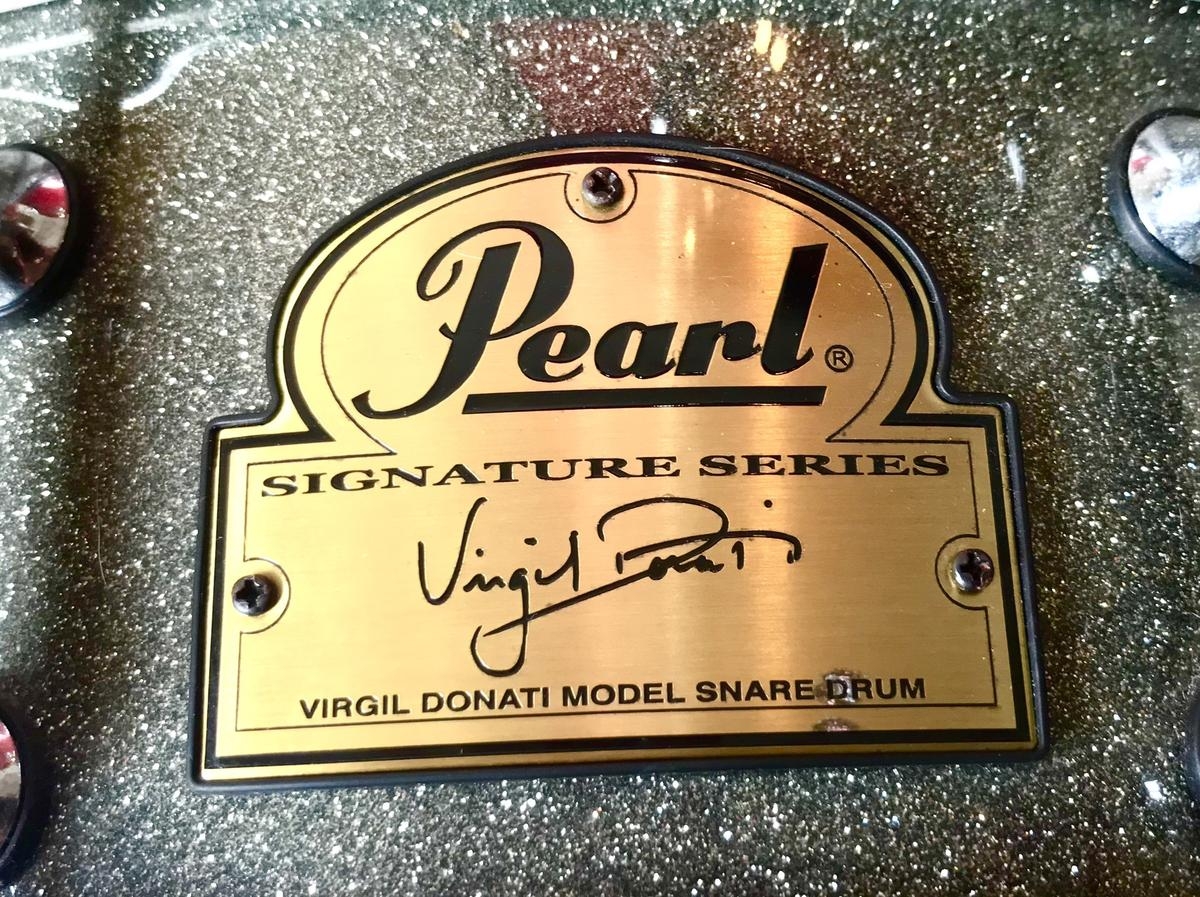 Pearl®
SIGNATURE SERIES
Virgil Donati
VIRGIL DONATI MODEL SNARE DRUM